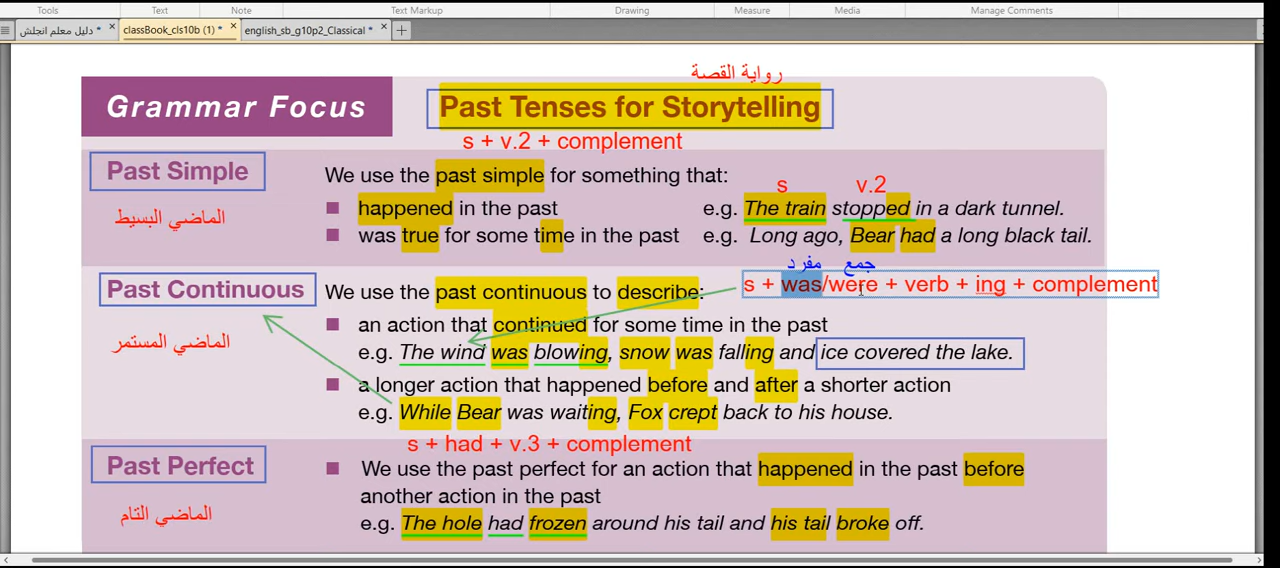 Tools Text Note Text Markup Drawing Measure Media Manage Comments
دليل معلم انجلش * × classBook_cls10b (1) * × english_sb_g10p2_Classical * ×
رواية القصة
Grammar Focus Past Tenses for Storytelling
s + v.2 + complement
Past Simple We use the past simple for something that:
s v.2
الماضي البسيط
happened in the past e.g. The train stopped in a dark tunnel.
was true for some time in the past e.g. Long ago, Bear had a long black tail.
مفرد جمع
s + was/were + verb + ing + complement
Past Continuous We use the past continuous to describe:
an action that continued for some time in the past
الماضي المستمر
e.g. The wind was blowing, snow was falling and ice covered the lake.
a longer action that happened before and after a shorter action
e.g. While Bear was waiting, Fox crept back to his house.
s + had + v.3 + complement
Past Perfect We use the past perfect for an action that happened in the past before
another action in the past
الماضي التام
e.g. The hole had frozen around his tail and his tail broke off.